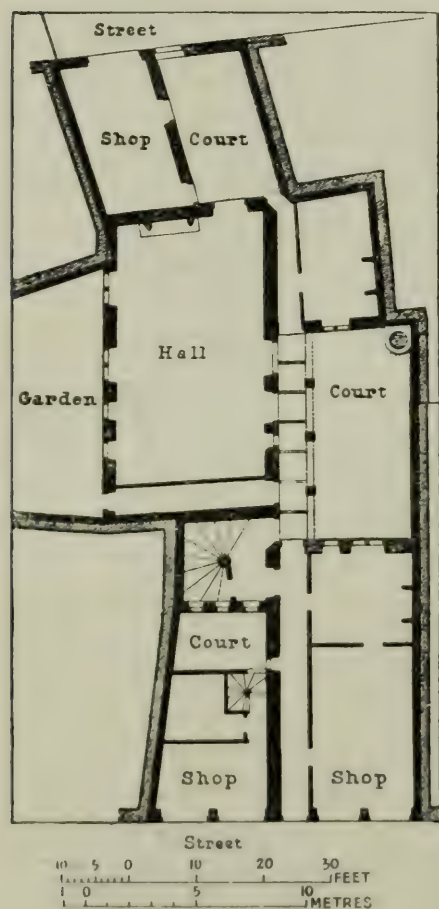 Street
Shop
Court
Hall
Garden
Court
Court
Shop
Shop
Street
10 5 0 10 20 30
FEET
1 0 5 10
METRES